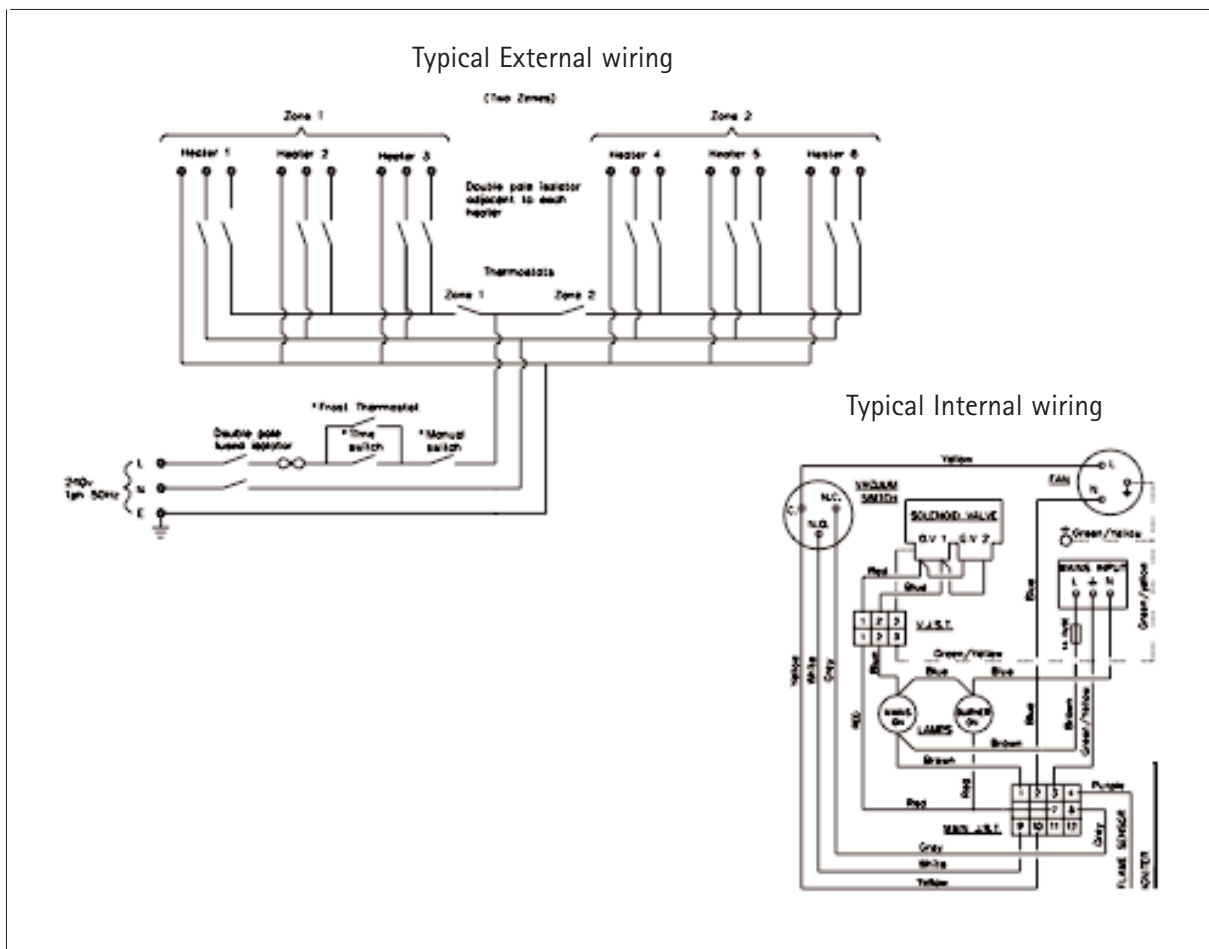 Typical External wiring
(Two Zones)
Zone 1
Zone 2
Heater 1
Heater 2
Heater 3
Heater 4
Heater 5
Heater 6
Double pole isolator
adjacent to each
heater
Thermostats
Zone 1
Zone 2
*Frost Thermostat
Double pole
fused isolator
*Time
switch
*Manual
switch
240v
1ph 50Hz
L
N
E
Typical Internal wiring
Yellow
FAN
L
N
VACUUM
SWITCH
C.
N.C.
N.O.
SOLENOID VALVE
G.V 1
G.V 2
Green/Yellow
MAINS INPUT
L
N
Green/yellow
Red
Blue
Blue
1 2 3
1 2 3
V.J.S.T.
Green/Yellow
Yellow
White
Grey
Blue
Blue
Blue
RED
MAINS
ON
LAMPS
BURNER
ON
Blue
Brown
Green/Yellow
Brown
Brown
Red
Red
1 2 3 4
7 8
9 10 11 12
MAIN J.S.T.
Purple
Grey
Grey
White
Yellow
FLAME SENSOR
IGNITER